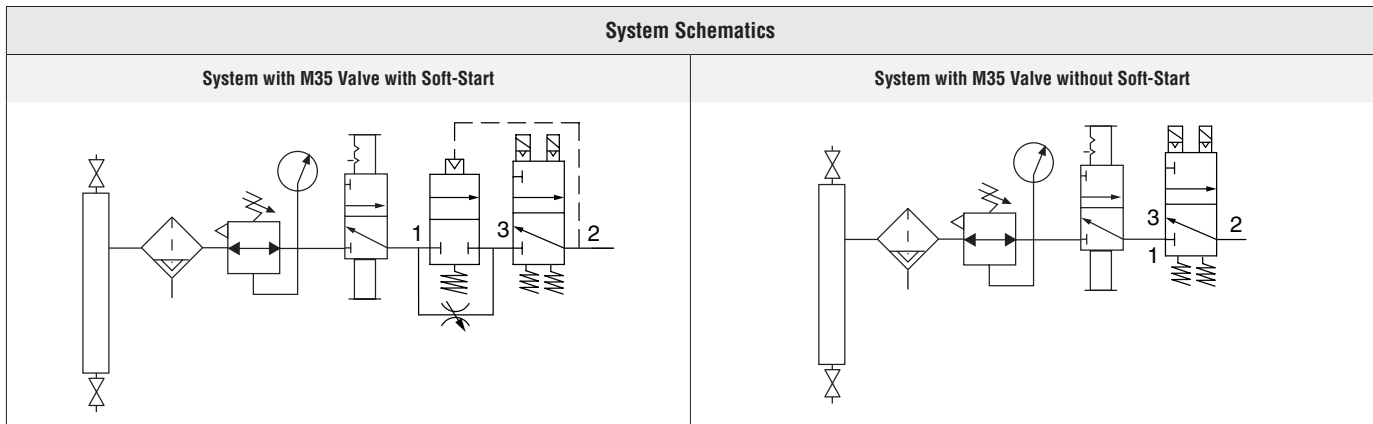 System Schematics
System with M35 Valve with Soft-Start
System with M35 Valve without Soft-Start
1 3 2
3 2
1